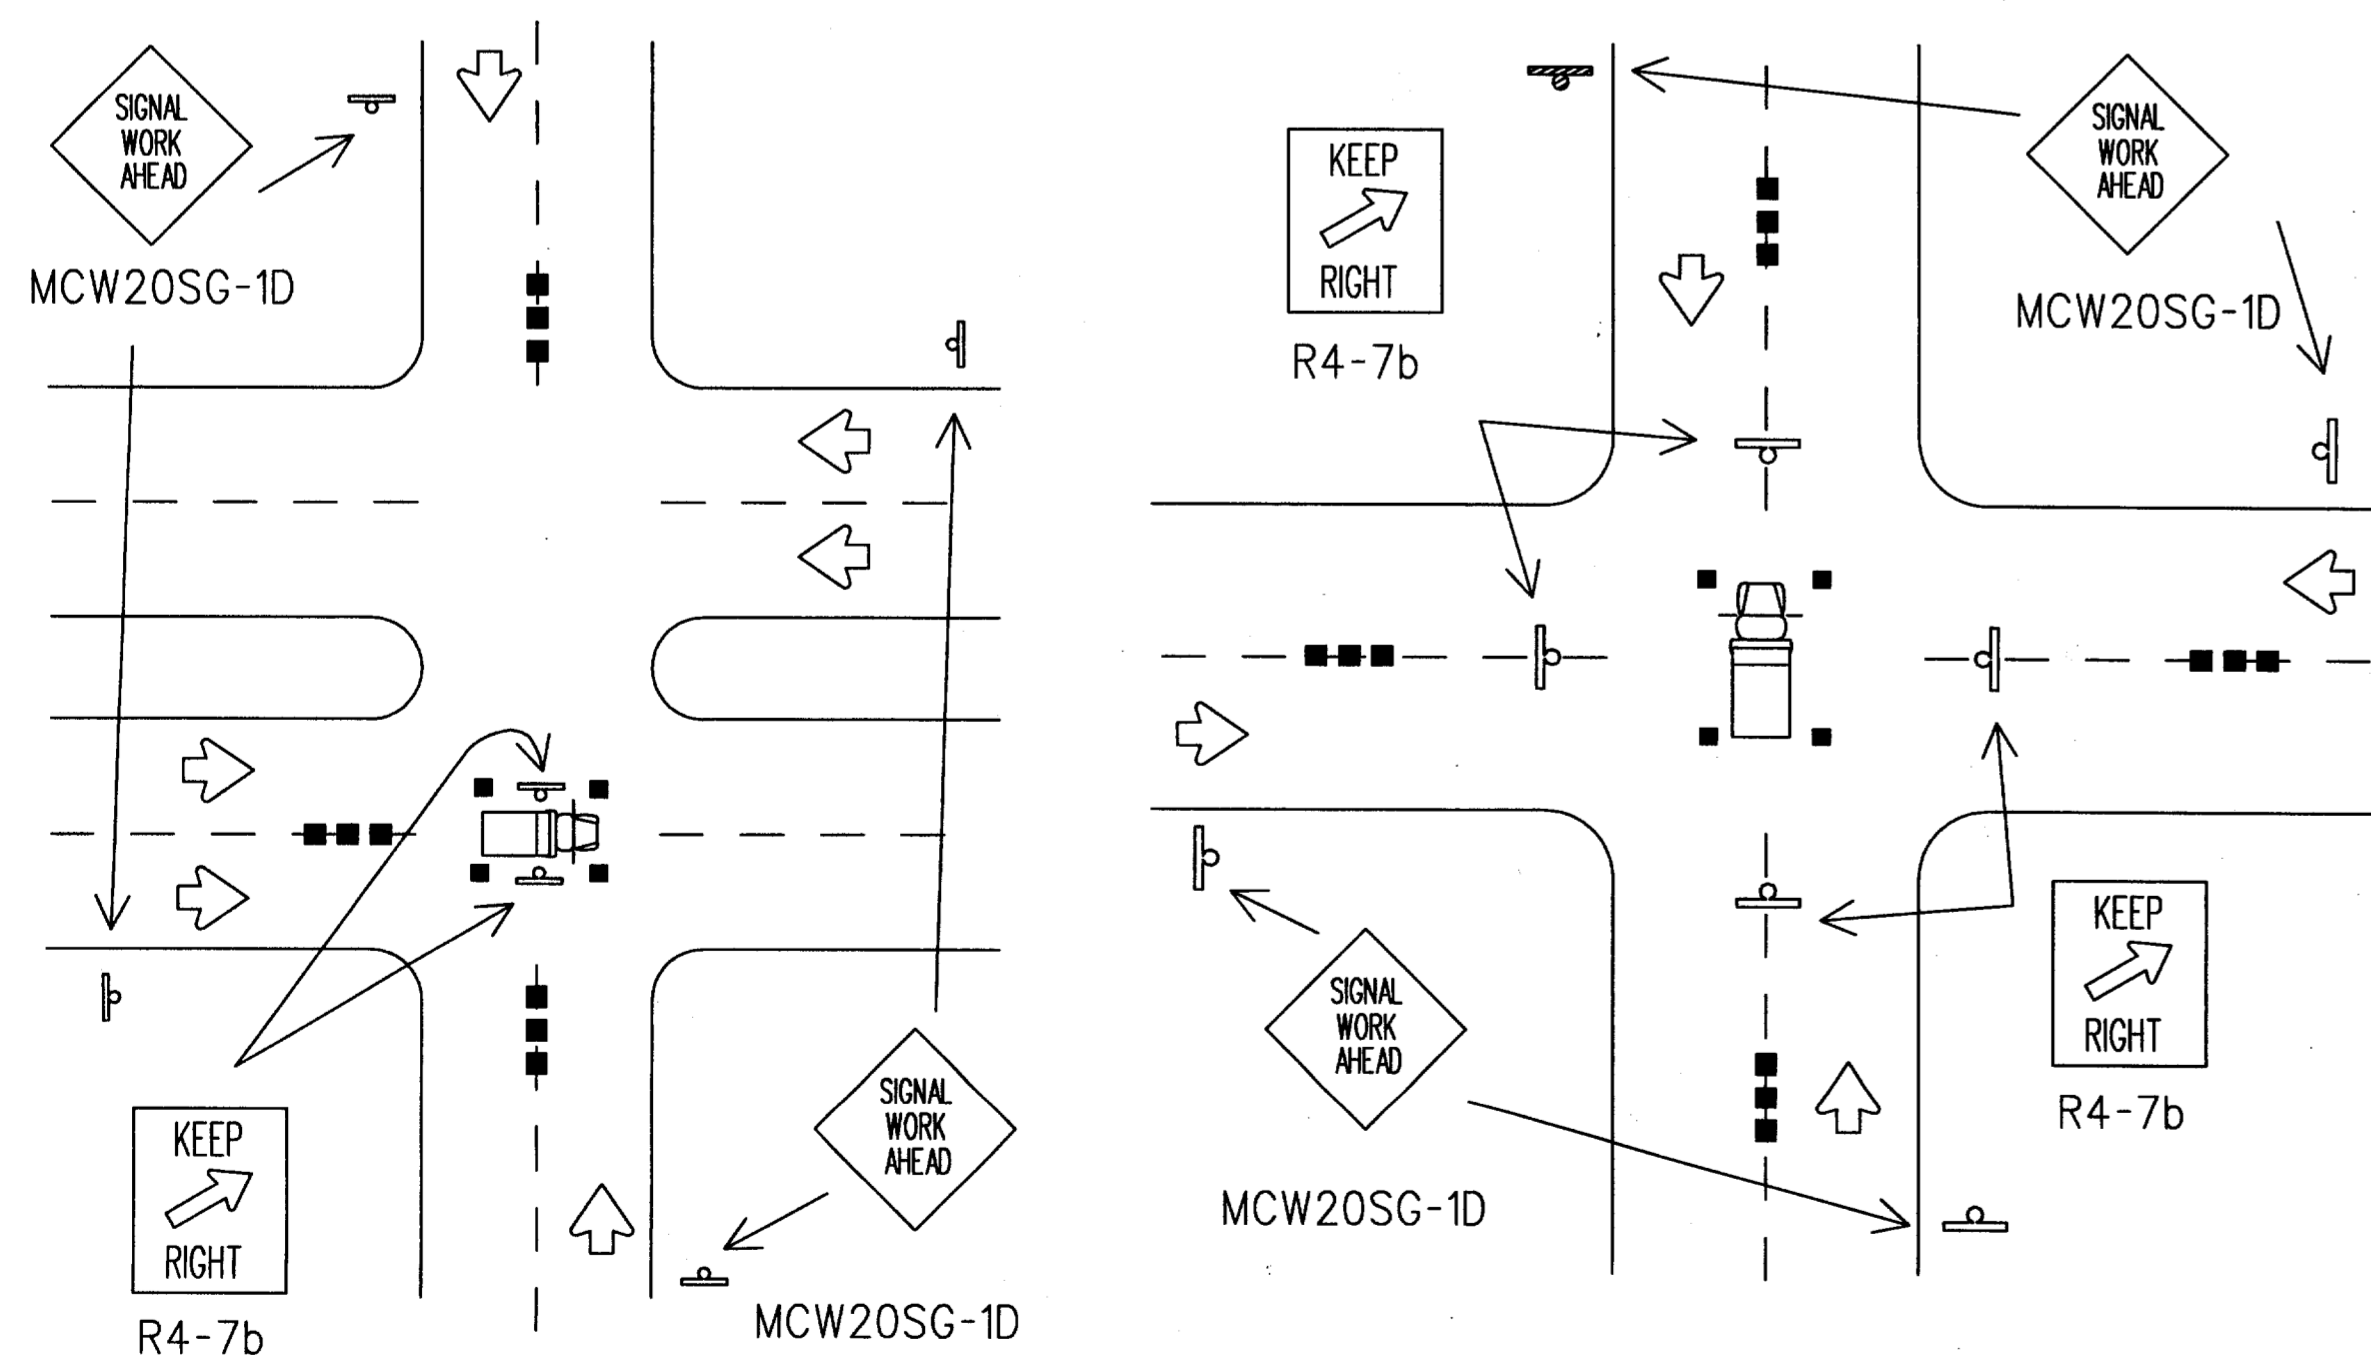 SIGNAL
WORK
AHEAD
MCW20SG-1D
KEEP
RIGHT
R4-7b
SIGNAL
WORK
AHEAD
MCW20SG-1D
KEEP
RIGHT
R4-7b
SIGNAL
WORK
AHEAD
MCW20SG-1D
SIGNAL
WORK
AHEAD
MCW20SG-1D
KEEP
RIGHT
R4-7b